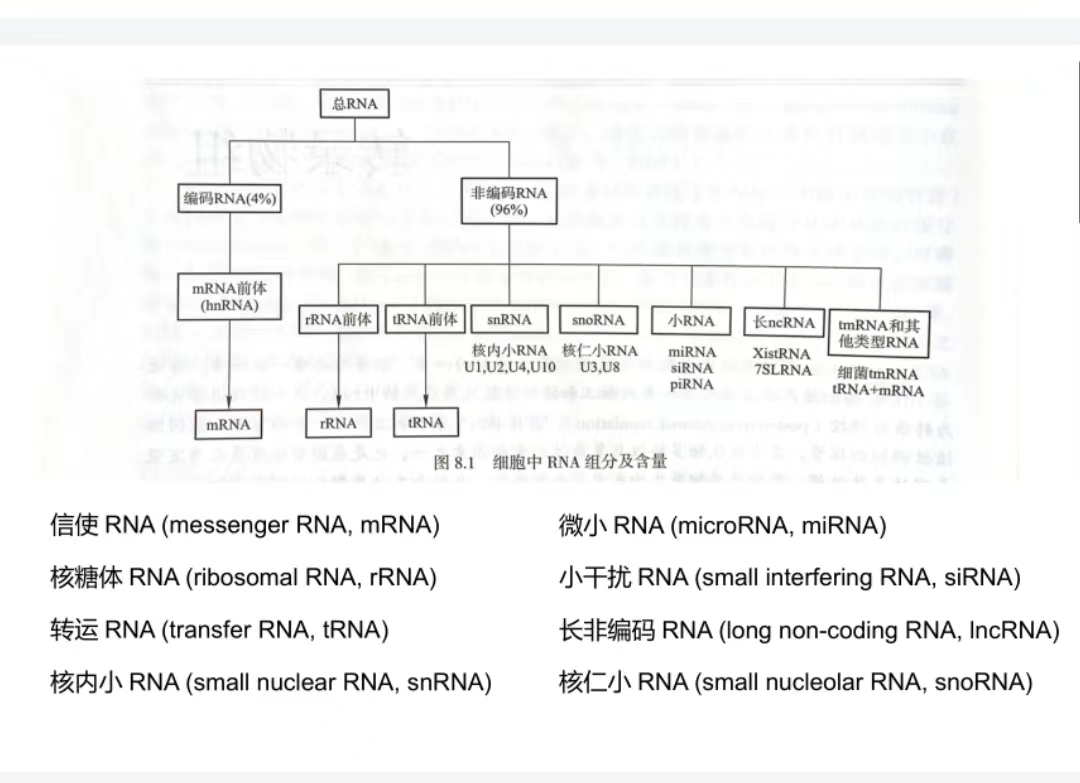 总RNA
编码RNA(4%)
非编码RNA
(96%)
mRNA前体
(hnRNA)
rRNA前体
tRNA前体
snRNA
snoRNA
小RNA
长ncRNA
tmRNA和其
他类型RNA
核内小RNA
U1,U2,U4,U10
核仁小RNA
U3,U8
miRNA
siRNA
piRNA
XistRNA
7SLRNA
细菌tmRNA
tRNA+mRNA
mRNA
rRNA
tRNA
图 8.1 细胞中 RNA 组分及含量
信使 RNA (messenger RNA, mRNA)
核糖体 RNA (ribosomal RNA, rRNA)
转运 RNA (transfer RNA, tRNA)
核内小 RNA (small nuclear RNA, snRNA)
微小 RNA (microRNA, miRNA)
小干扰 RNA (small interfering RNA, siRNA)
长非编码 RNA (long non-coding RNA, lncRNA)
核仁小 RNA (small nucleolar RNA, snoRNA)